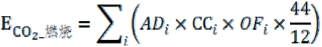 E_{CO₂_燃烧} = ∑_i (AD_i × CC_i × OF_i × 44/12)